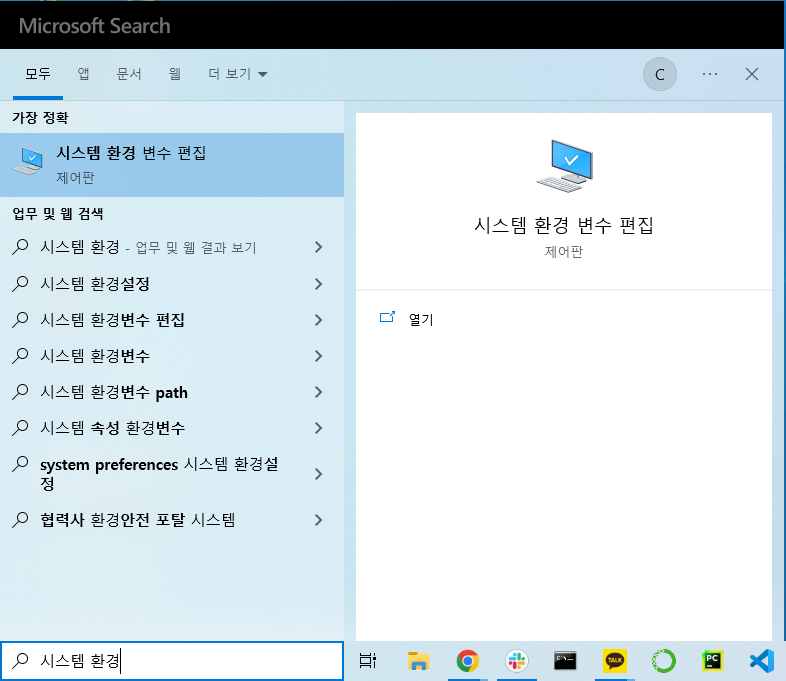 Microsoft Search
모두 앱 문서 웹 더 보기
C ...
가장 정확
시스템 환경 변수 편집
제어판
업무 및 웹 검색
시스템 환경 - 업무 및 웹 결과 보기
시스템 환경설정
시스템 환경변수 편집
시스템 환경변수
시스템 환경변수 path
시스템 속성 환경변수
system preferences 시스템 환경설
정
협력사 환경안전 포탈 시스템
시스템 환경 변수 편집
제어판
열기
시스템 환경
TALK
PC